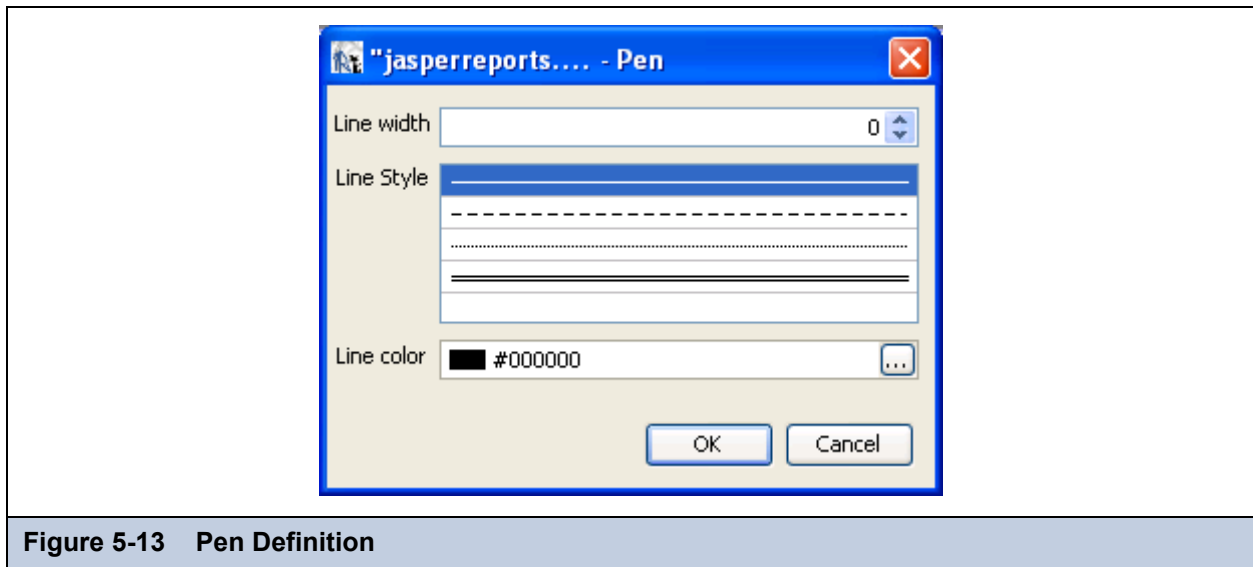 "jasperreports.... - Pen
Line width 0
Line Style
Line color #000000 ...
OK Cancel
Figure 5-13 Pen Definition